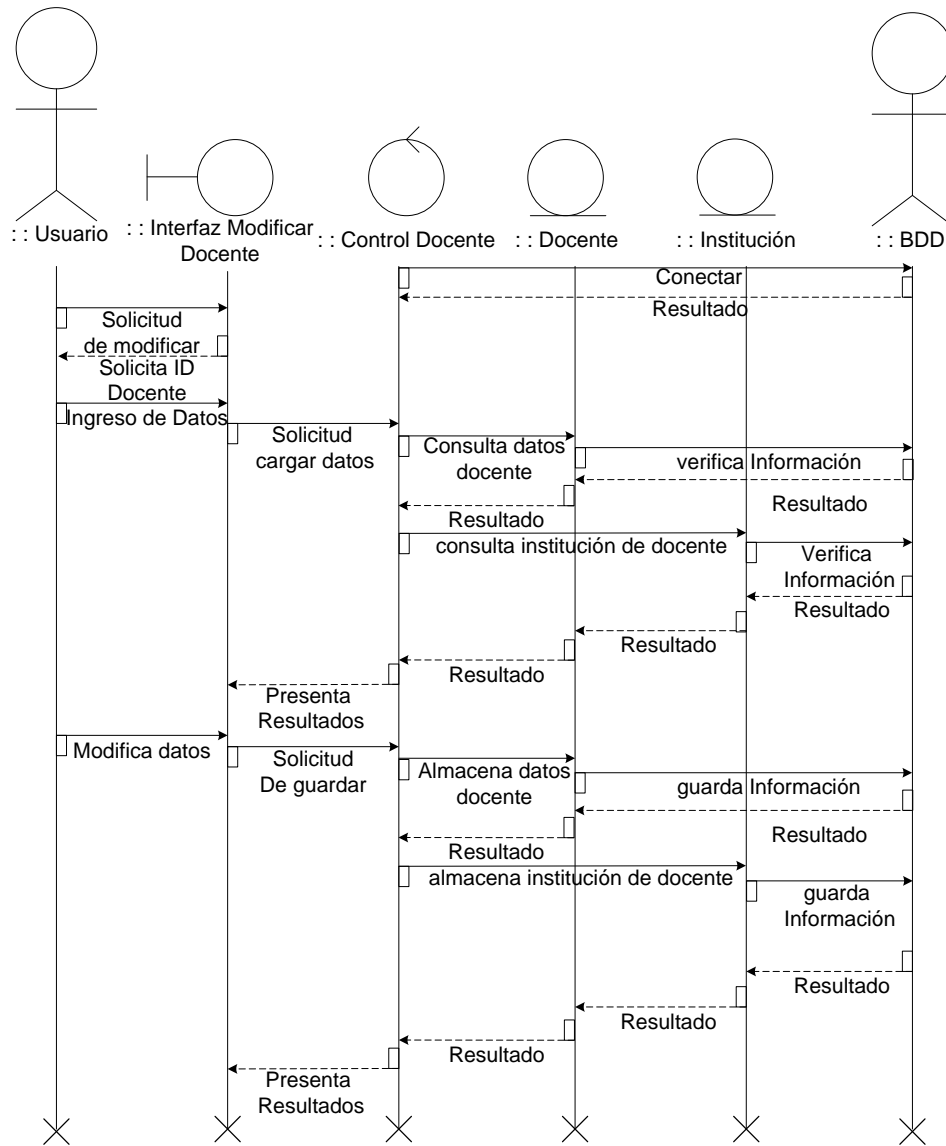 : : Usuario
: : Interfaz Modificar
Docente
: : Control Docente
: : Docente
: : Institución
: : BDD
Conectar
Resultado
Solicitud
de modificar
Solicita ID
Docente
Ingreso de Datos
Solicitud
cargar datos
Consulta datos
docente
verifica Información
Resultado
Resultado
consulta institución de docente
Verifica
Información
Resultado
Resultado
Resultado
Presenta
Resultados
Modifica datos
Solicitud
De guardar
Almacena datos
docente
guarda Información
Resultado
Resultado
almacena institución de docente
guarda
Información
Resultado
Resultado
Resultado
Presenta
Resultados